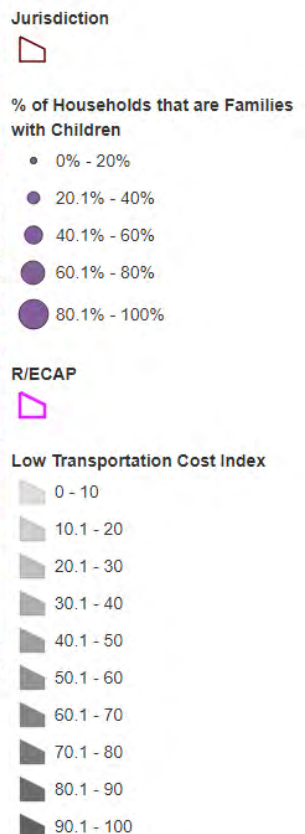 Jurisdiction
% of Households that are Families
with Children
0% - 20%
20.1% - 40%
40.1% - 60%
60.1% - 80%
80.1% - 100%
R/ECAP
Low Transportation Cost Index
0 - 10
10.1 - 20
20.1 - 30
30.1 - 40
40.1 - 50
50.1 - 60
60.1 - 70
70.1 - 80
80.1 - 90
90.1 - 100